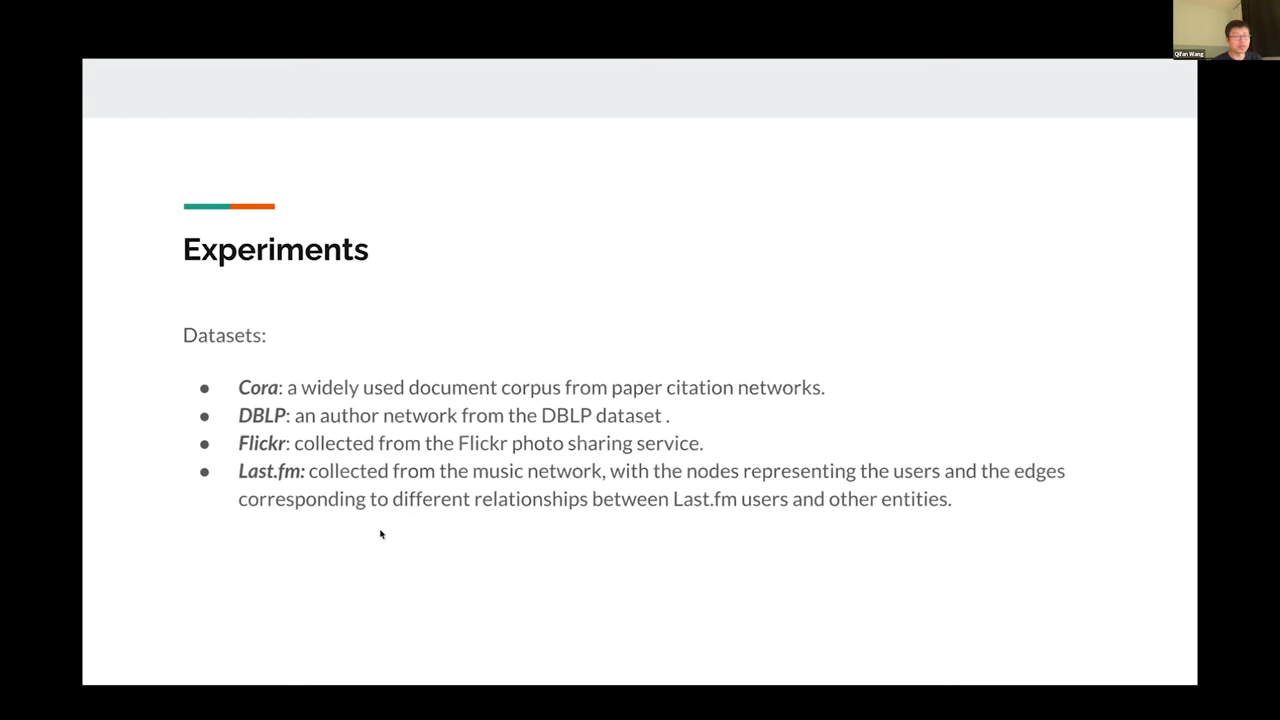 Qifan Wang
Experiments
Datasets:
● Cora: a widely used document corpus from paper citation networks.
● DBLP: an author network from the DBLP dataset .
● Flickr: collected from the Flickr photo sharing service.
● Last.fm: collected from the music network, with the nodes representing the users and the edges
corresponding to different relationships between Last.fm users and other entities.